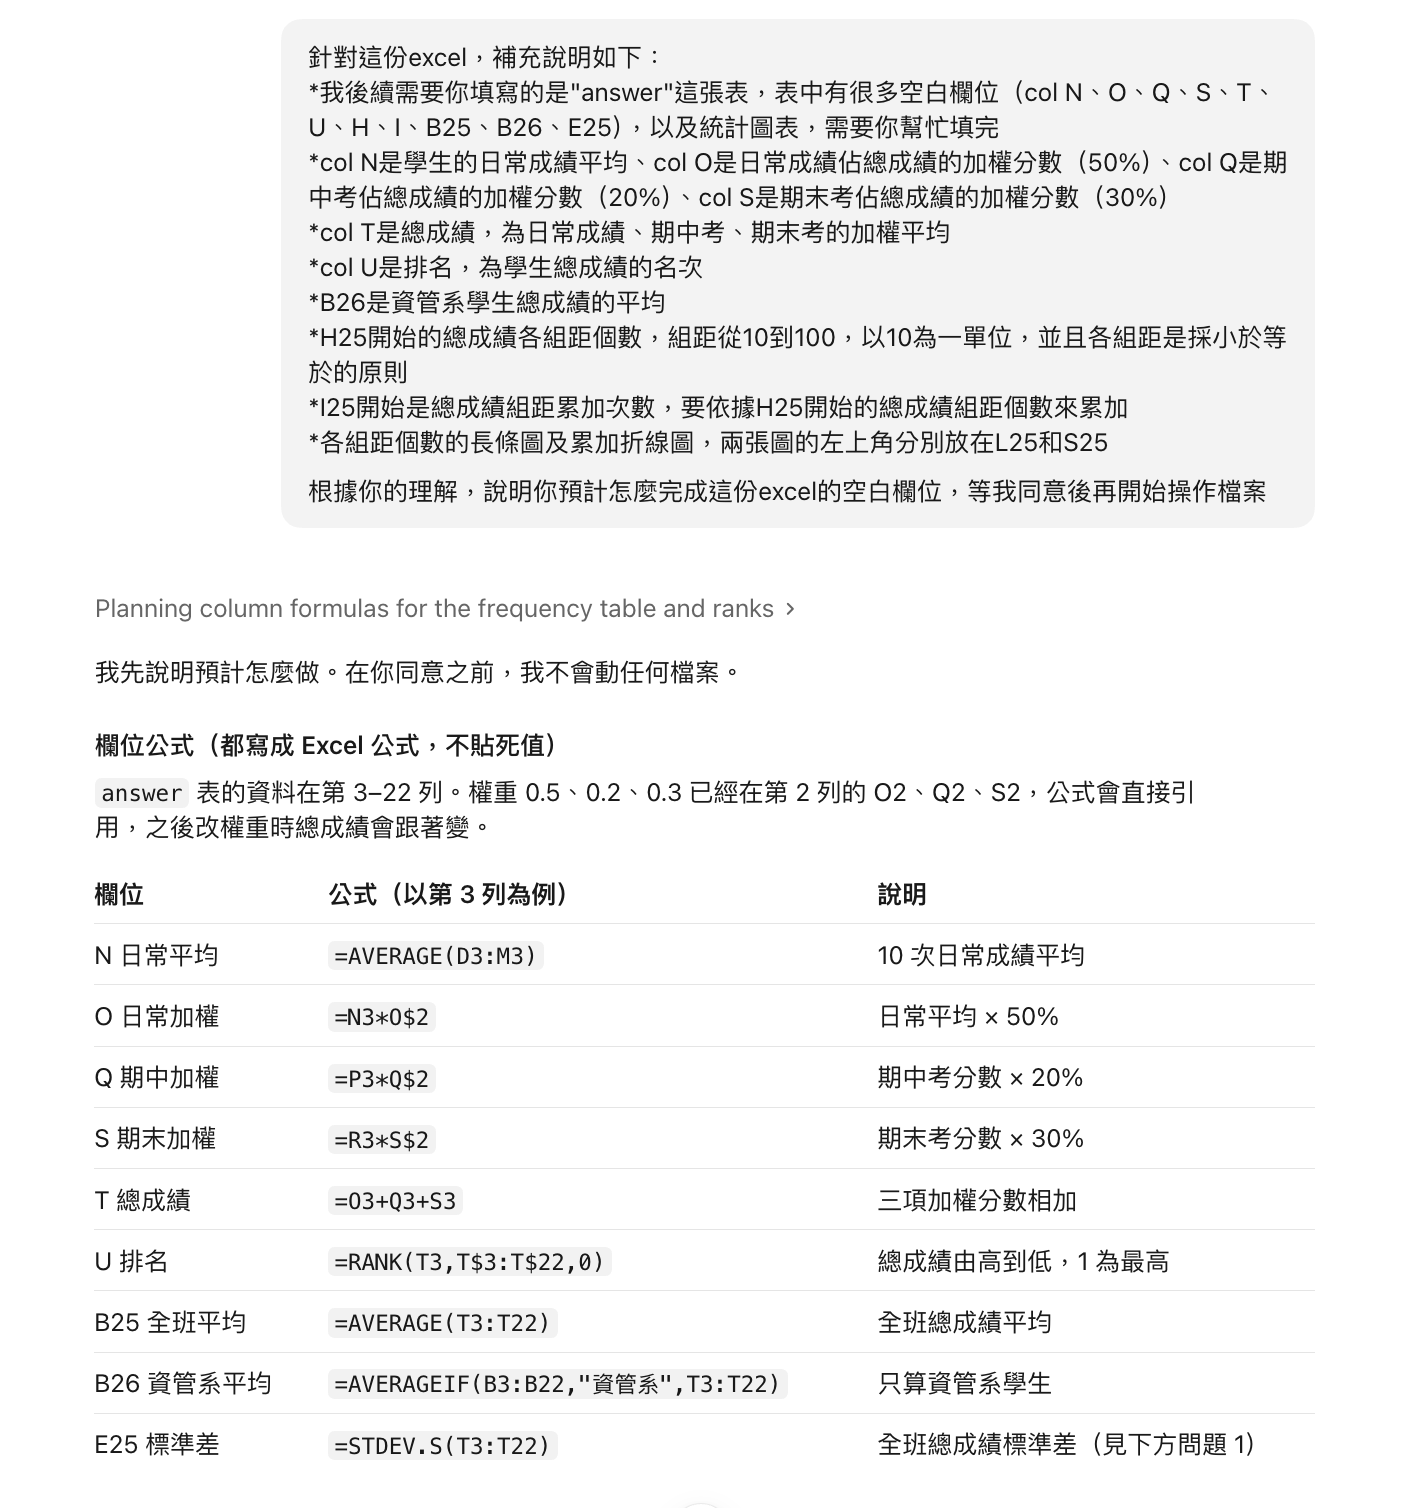 針對這份excel，補充說明如下：
*我後續需要你填寫的是"answer"這張表，表中有很多空白欄位（col N、O、Q、S、T、
U、H、I、B25、B26、E25），以及統計圖表，需要你幫忙填完
*col N是學生的日常成績平均、col O是日常成績佔總成績的加權分數（50%）、col Q是期
中考佔總成績的加權分數（20%）、col S是期末考佔總成績的加權分數（30%）
*col T是總成績，為日常成績、期中考、期末考的加權平均
*col U是排名，為學生總成績的名次
*B26是資管系學生總成績的平均
*H25開始的總成績各組距個數，組距從10到100，以10為一單位，並且各組距是採小於等
於的原則
*I25開始是總成績組距累加次數，要依據H25開始的總成績組距個數來累加
*各組距個數的長條圖及累加折線圖，兩張圖的左上角分別放在L25和S25
根據你的理解，說明你預計怎麼完成這份excel的空白欄位，等我同意後再開始操作檔案
Planning column formulas for the frequency table and ranks >
我先說明預計怎麼做。在你同意之前，我不會動任何檔案。
欄位公式（都寫成 Excel 公式，不貼死值）
answer 表的資料在第 3–22 列。權重 0.5、0.2、0.3 已經在第 2 列的 O2、Q2、S2，公式會直接引
用，之後改權重時總成績會跟著變。
欄位 公式（以第 3 列為例） 說明
N 日常平均 =AVERAGE(D3:M3) 10 次日常成績平均
O 日常加權 =N3*O$2 日常平均 × 50%
Q 期中加權 =P3*Q$2 期中考分數 × 20%
S 期末加權 =R3*S$2 期末考分數 × 30%
T 總成績 =O3+Q3+S3 三項加權分數相加
U 排名 =RANK(T3,T$3:T$22,0) 總成績由高到低，1 為最高
B25 全班平均 =AVERAGE(T3:T22) 全班總成績平均
B26 資管系平均 =AVERAGEIF(B3:B22,"資管系",T3:T22) 只算資管系學生
E25 標準差 =STDEV.S(T3:T22) 全班總成績標準差（見下方問題 1）